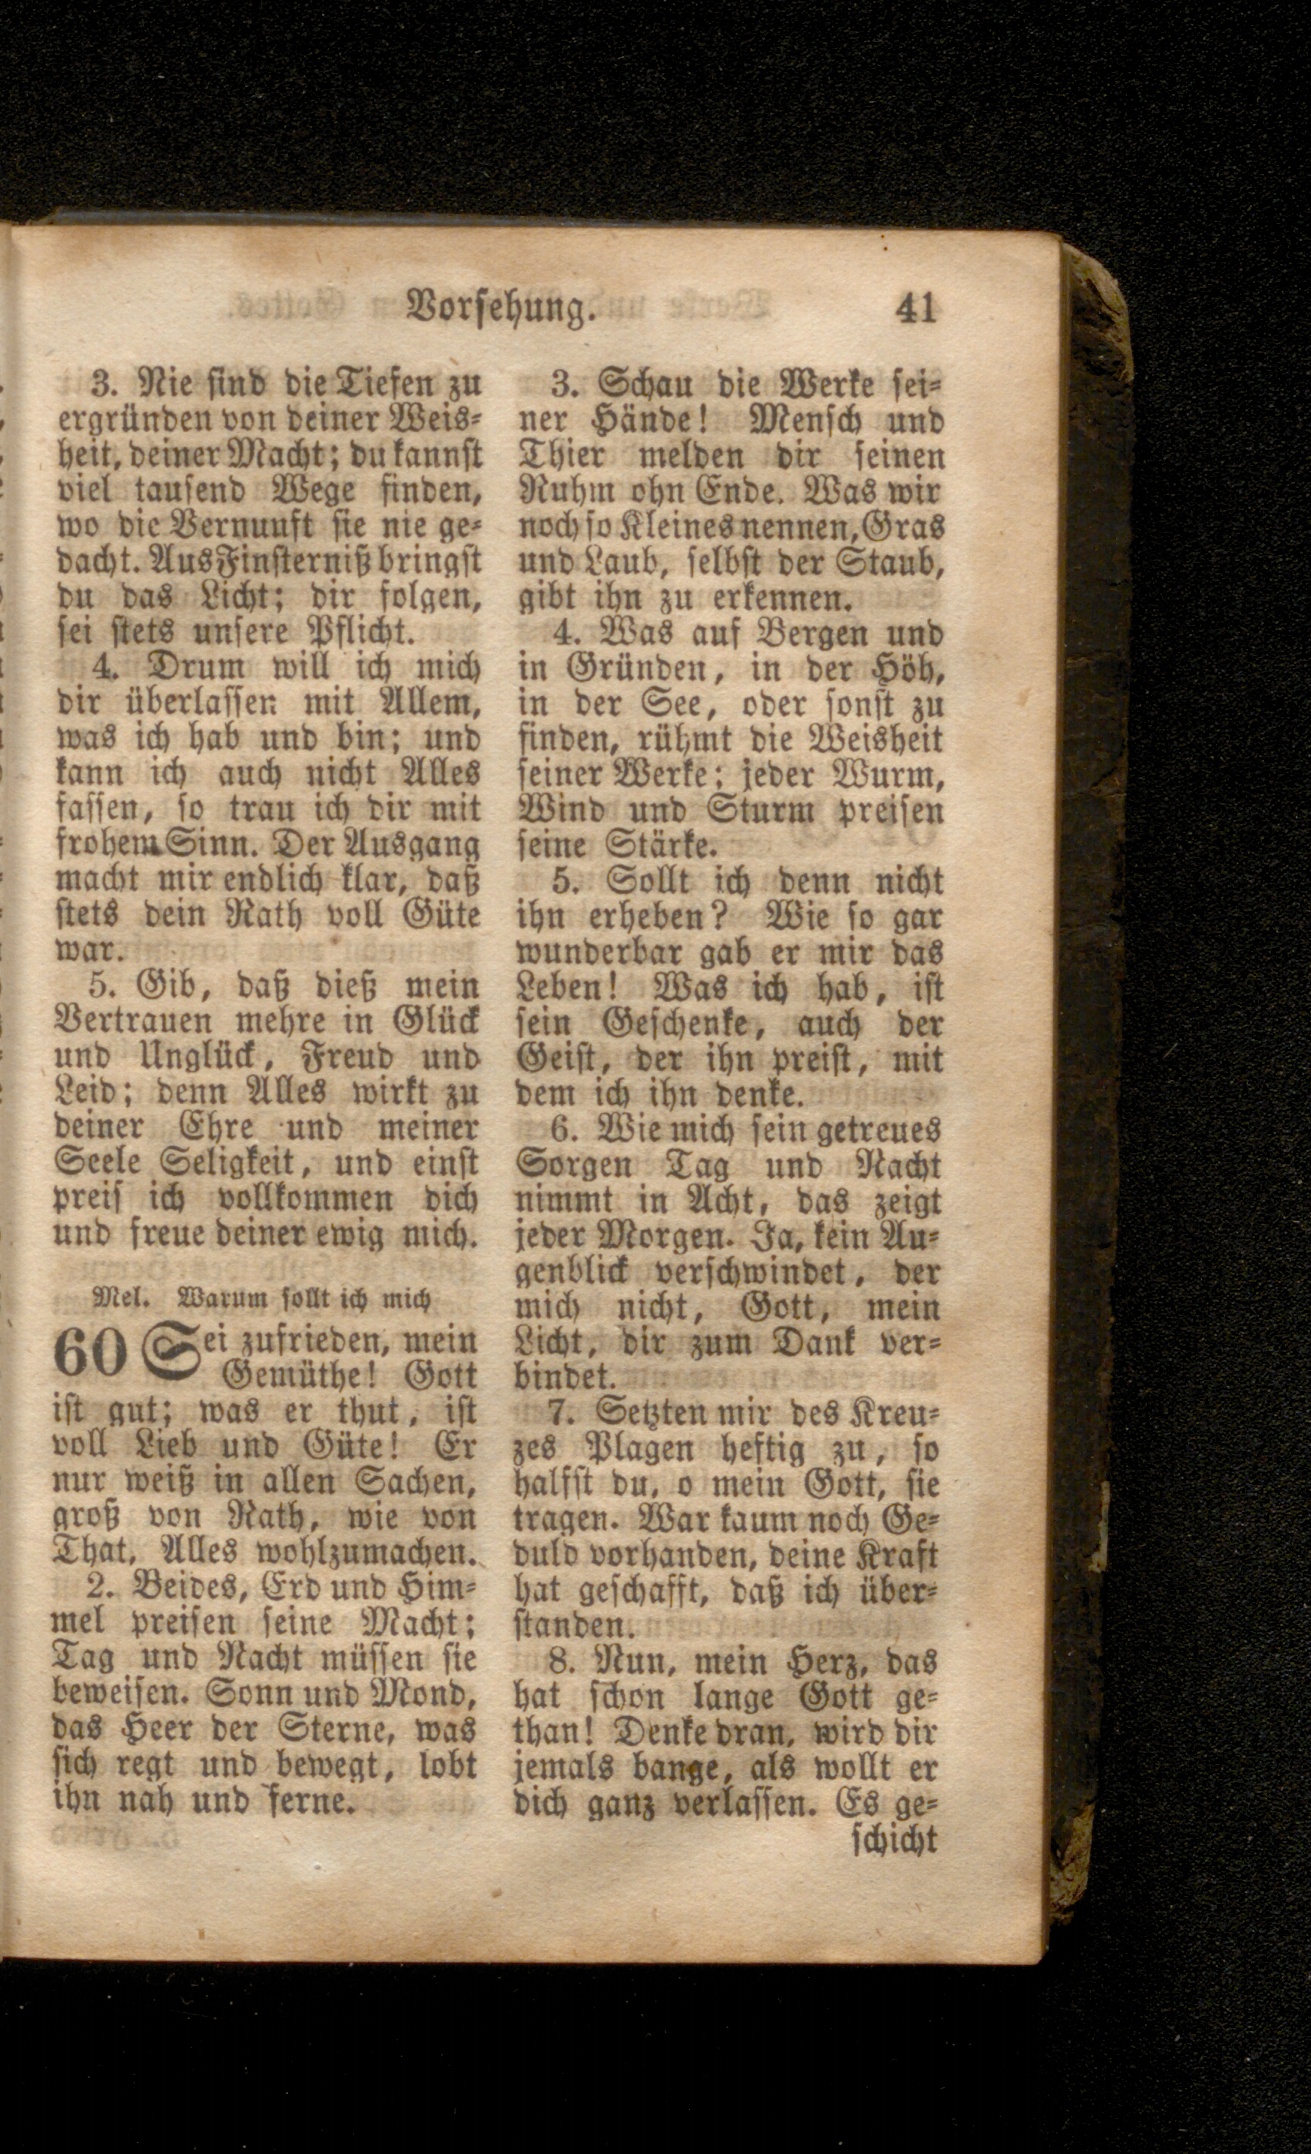 Vorsehung. 41
3. Nie sind die Tiefen zu
ergründen von deiner Weis-
heit, deiner Macht; du kannst
viel tausend Wege finden,
wo die Vernunft sie nie ge-
dacht. Aus Finsterniß bringst
du das Licht; dir folgen,
sei stets unsere Pflicht.
4. Drum will ich mich
dir überlassen mit Allem,
was ich hab und bin; und
kann ich auch nicht Alles
fassen, so trau ich dir mit
frohem Sinn. Der Ausgang
macht mir endlich klar, daß
stets dein Rath voll Güte
war.
5. Gib, daß dieß mein
Vertrauen mehre in Glück
und Unglück, Freud und
Leid; denn Alles wirkt zu
deiner Ehre und meiner
Seele Seligkeit, und einst
preis ich vollkommen dich
und freue deiner ewig mich.
Mel. Warum sollt ich mich
60 Sei zufrieden, mein
Gemüthe! Gott
ist gut; was er thut, ist
voll Lieb und Güte! Er
nur weiß in allen Sachen,
groß von Rath, wie von
That, Alles wohlzumachen.
2. Beides, Erd und Him-
mel preisen seine Macht;
Tag und Nacht müssen sie
beweisen. Sonn und Mond,
das Heer der Sterne, was
sich regt und bewegt, lobt
ihn nah und ferne.
3. Schau die Werke sei-
ner Hände! Mensch und
Thier melden dir seinen
Ruhm ohn Ende. Was wir
noch so Kleines nennen, Gras
und Laub, selbst der Staub,
gibt ihn zu erkennen.
4. Was auf Bergen und
in Gründen, in der Höh,
in der See, oder sonst zu
finden, rühmt die Weisheit
seiner Werke; jeder Wurm,
Wind und Sturm preisen
seine Stärke.
5. Sollt ich denn nicht
ihn erheben? Wie so gar
wunderbar gab er mir das
Leben! Was ich hab, ist
sein Geschenke, auch der
Geist, der ihn preist, mit
dem ich ihn denke.
6. Wie mich sein getreues
Sorgen Tag und Nacht
nimmt in Acht, das zeigt
jeder Morgen. Ja, kein Au-
genblick verschwindet, der
mich nicht, Gott, mein
Licht, dir zum Dank ver-
bindet.
7. Setzten mir des Kreu-
zes Plagen heftig zu, so
halfst du, o mein Gott, sie
tragen. War kaum noch Ge-
duld vorhanden, deine Kraft
hat geschafft, daß ich über-
standen.
8. Nun, mein Herz, das
hat schon lange Gott ge-
than! Denke dran, wird dir
jemals bange, als wollt er
dich ganz verlassen. Es ge-
schicht